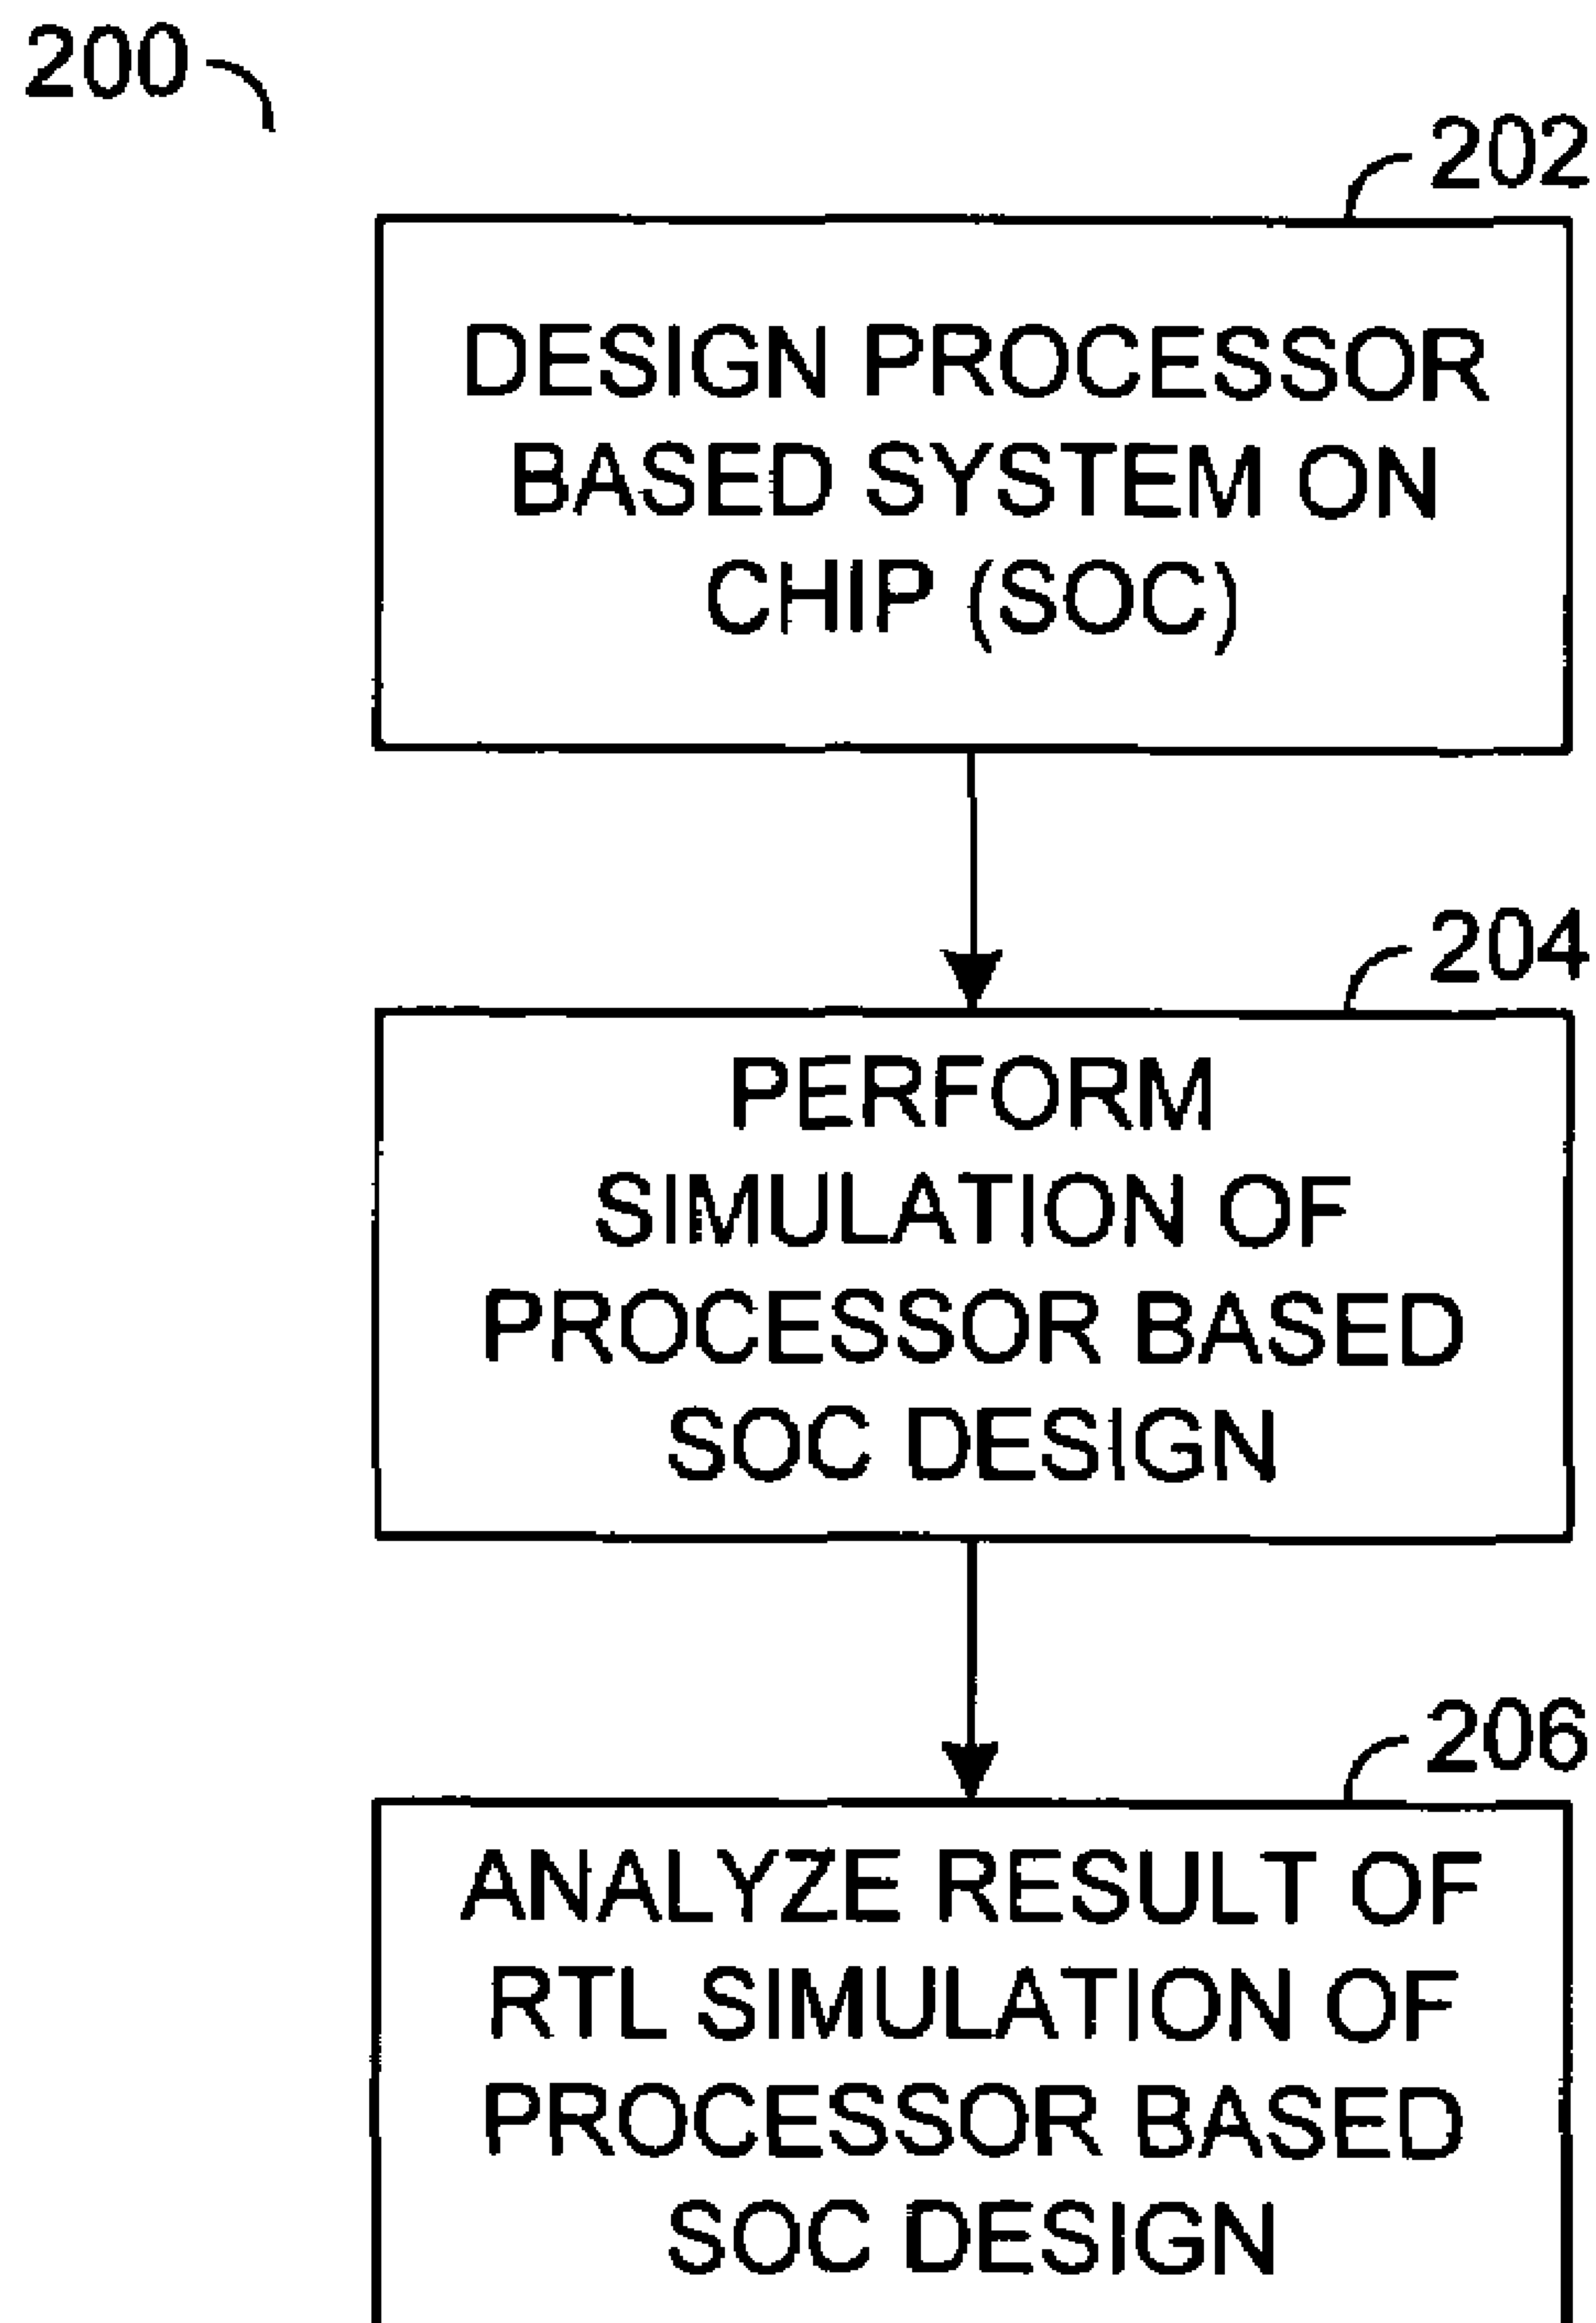 200
202
DESIGN PROCESSOR
BASED SYSTEM ON
CHIP (SOC)
204
PERFORM
SIMULATION OF
PROCESSOR BASED
SOC DESIGN
206
ANALYZE RESULT OF
RTL SIMULATION OF
PROCESSOR BASED
SOC DESIGN